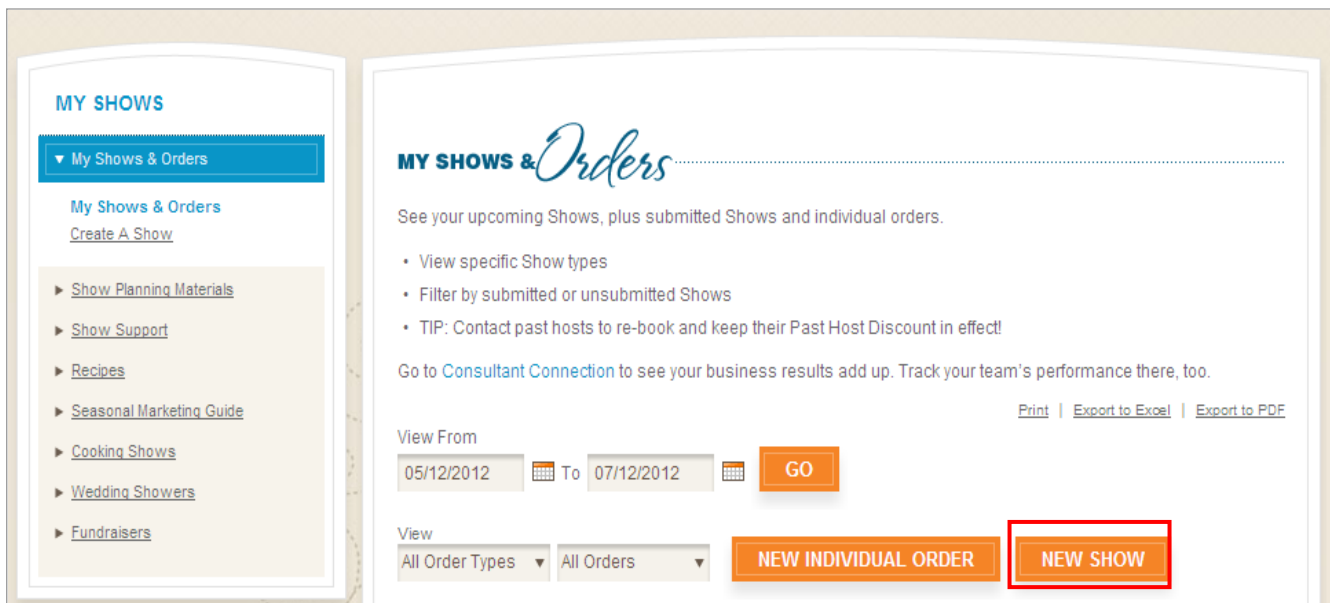 MY SHOWS
▼ My Shows & Orders
My Shows & Orders
Create A Show
► Show Planning Materials
► Show Support
► Recipes
► Seasonal Marketing Guide
► Cooking Shows
► Wedding Showers
► Fundraisers
MY SHOWS & Orders
See your upcoming Shows, plus submitted Shows and individual orders.
• View specific Show types
• Filter by submitted or unsubmitted Shows
• TIP: Contact past hosts to re-book and keep their Past Host Discount in effect!
Go to Consultant Connection to see your business results add up. Track your team's performance there, too.
Print | Export to Excel | Export to PDF
View From
05/12/2012 To 07/12/2012 GO
View
All Order Types ▼ All Orders ▼ NEW INDIVIDUAL ORDER NEW SHOW